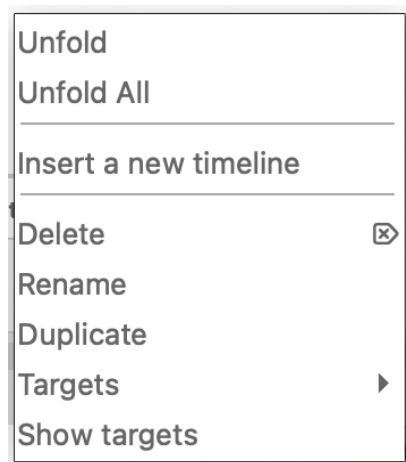 Unfold
Unfold All
Insert a new timeline
Delete
Rename
Duplicate
Targets
Show targets